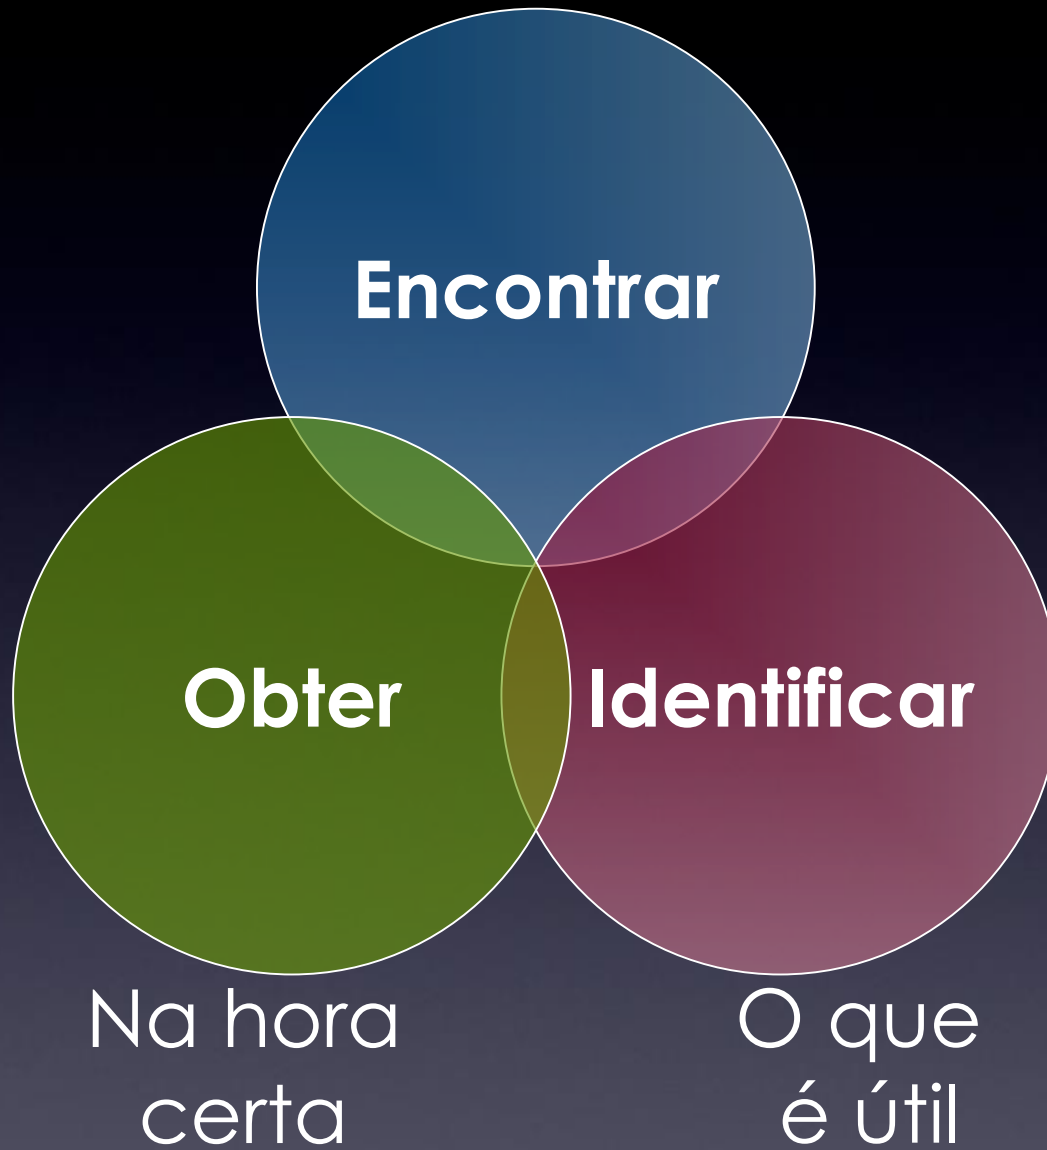 Encontrar
Obter
Identificar
Na hora
certa
O que
é útil